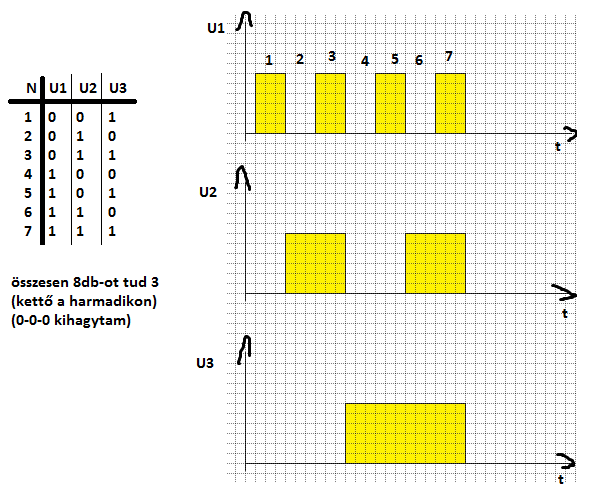 N U1 U2 U3
1 0 0 1
2 0 1 0
3 0 1 1
4 1 0 0
5 1 0 1
6 1 1 0
7 1 1 1
összesen 8db-ot tud 3
(kettő a harmadikon)
(0-0-0 kihagytam)
U1
1 2 3 4 5 6 7
t
U2
t
U3
t